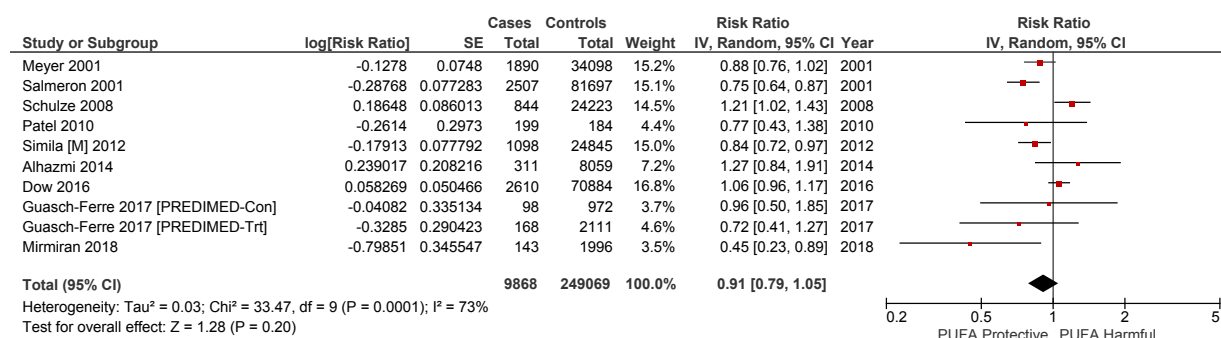 Cases Controls Risk Ratio Risk Ratio
Study or Subgroup log[Risk Ratio] SE Total Total Weight IV, Random, 95% CI Year IV, Random, 95% CI
Meyer 2001 -0.1278 0.0748 1890 34098 15.2% 0.88 [0.76, 1.02] 2001
Salmeron 2001 -0.28768 0.077283 2507 81697 15.1% 0.75 [0.64, 0.87] 2001
Schulze 2008 0.18648 0.086013 844 24223 14.5% 1.21 [1.02, 1.43] 2008
Patel 2010 -0.2614 0.2973 199 184 4.4% 0.77 [0.43, 1.38] 2010
Simila [M] 2012 -0.17913 0.077792 1098 24845 15.1% 0.84 [0.72, 0.97] 2012
Alhazmi 2014 0.239017 0.208216 311 8059 7.2% 1.27 [0.84, 1.91] 2014
Dow 2016 0.058269 0.050466 2610 70884 16.8% 1.06 [0.96, 1.17] 2016
Guasch-Ferre 2017 [PREDIMED-Con] -0.04082 0.335134 98 972 3.7% 0.96 [0.50, 1.85] 2017
Guasch-Ferre 2017 [PREDIMED-Trt] -0.3285 0.290423 168 2111 4.6% 0.72 [0.41, 1.27] 2017
Mirmiran 2018 -0.79851 0.345547 143 1996 3.5% 0.45 [0.23, 0.89] 2018
Total (95% CI) 9868 249069 100.0% 0.91 [0.79, 1.05]
Heterogeneity: Tau² = 0.03; Chi² = 33.47, df = 9 (P = 0.0001); I² = 73%
Test for overall effect: Z = 1.28 (P = 0.20)
0.2 0.5 1 2 5
PUFA Protective PUFA Harmful